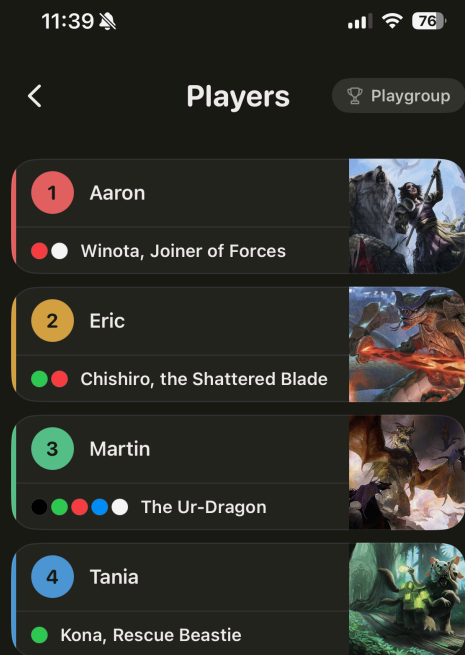 11:39
76
Players
Playgroup
1
Aaron
Winota, Joiner of Forces
2
Eric
Chishiro, the Shattered Blade
3
Martin
The Ur-Dragon
4
Tania
Kona, Rescue Beastie